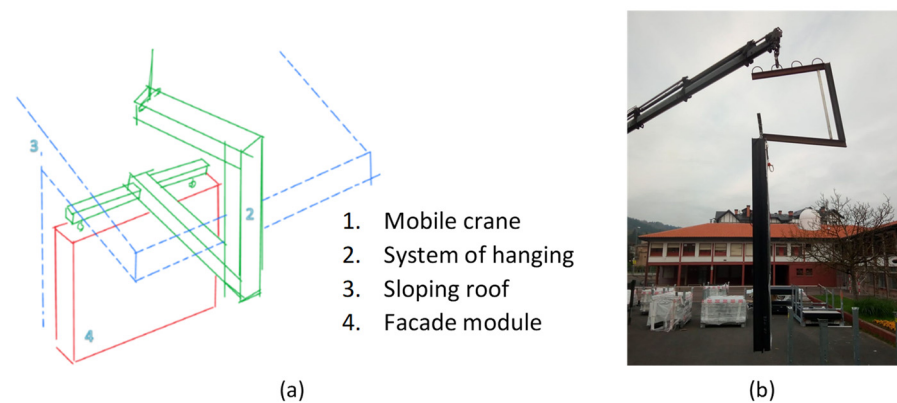 3
2
4
1. Mobile crane
2. System of hanging
3. Sloping roof
4. Facade module
(a)
(b)